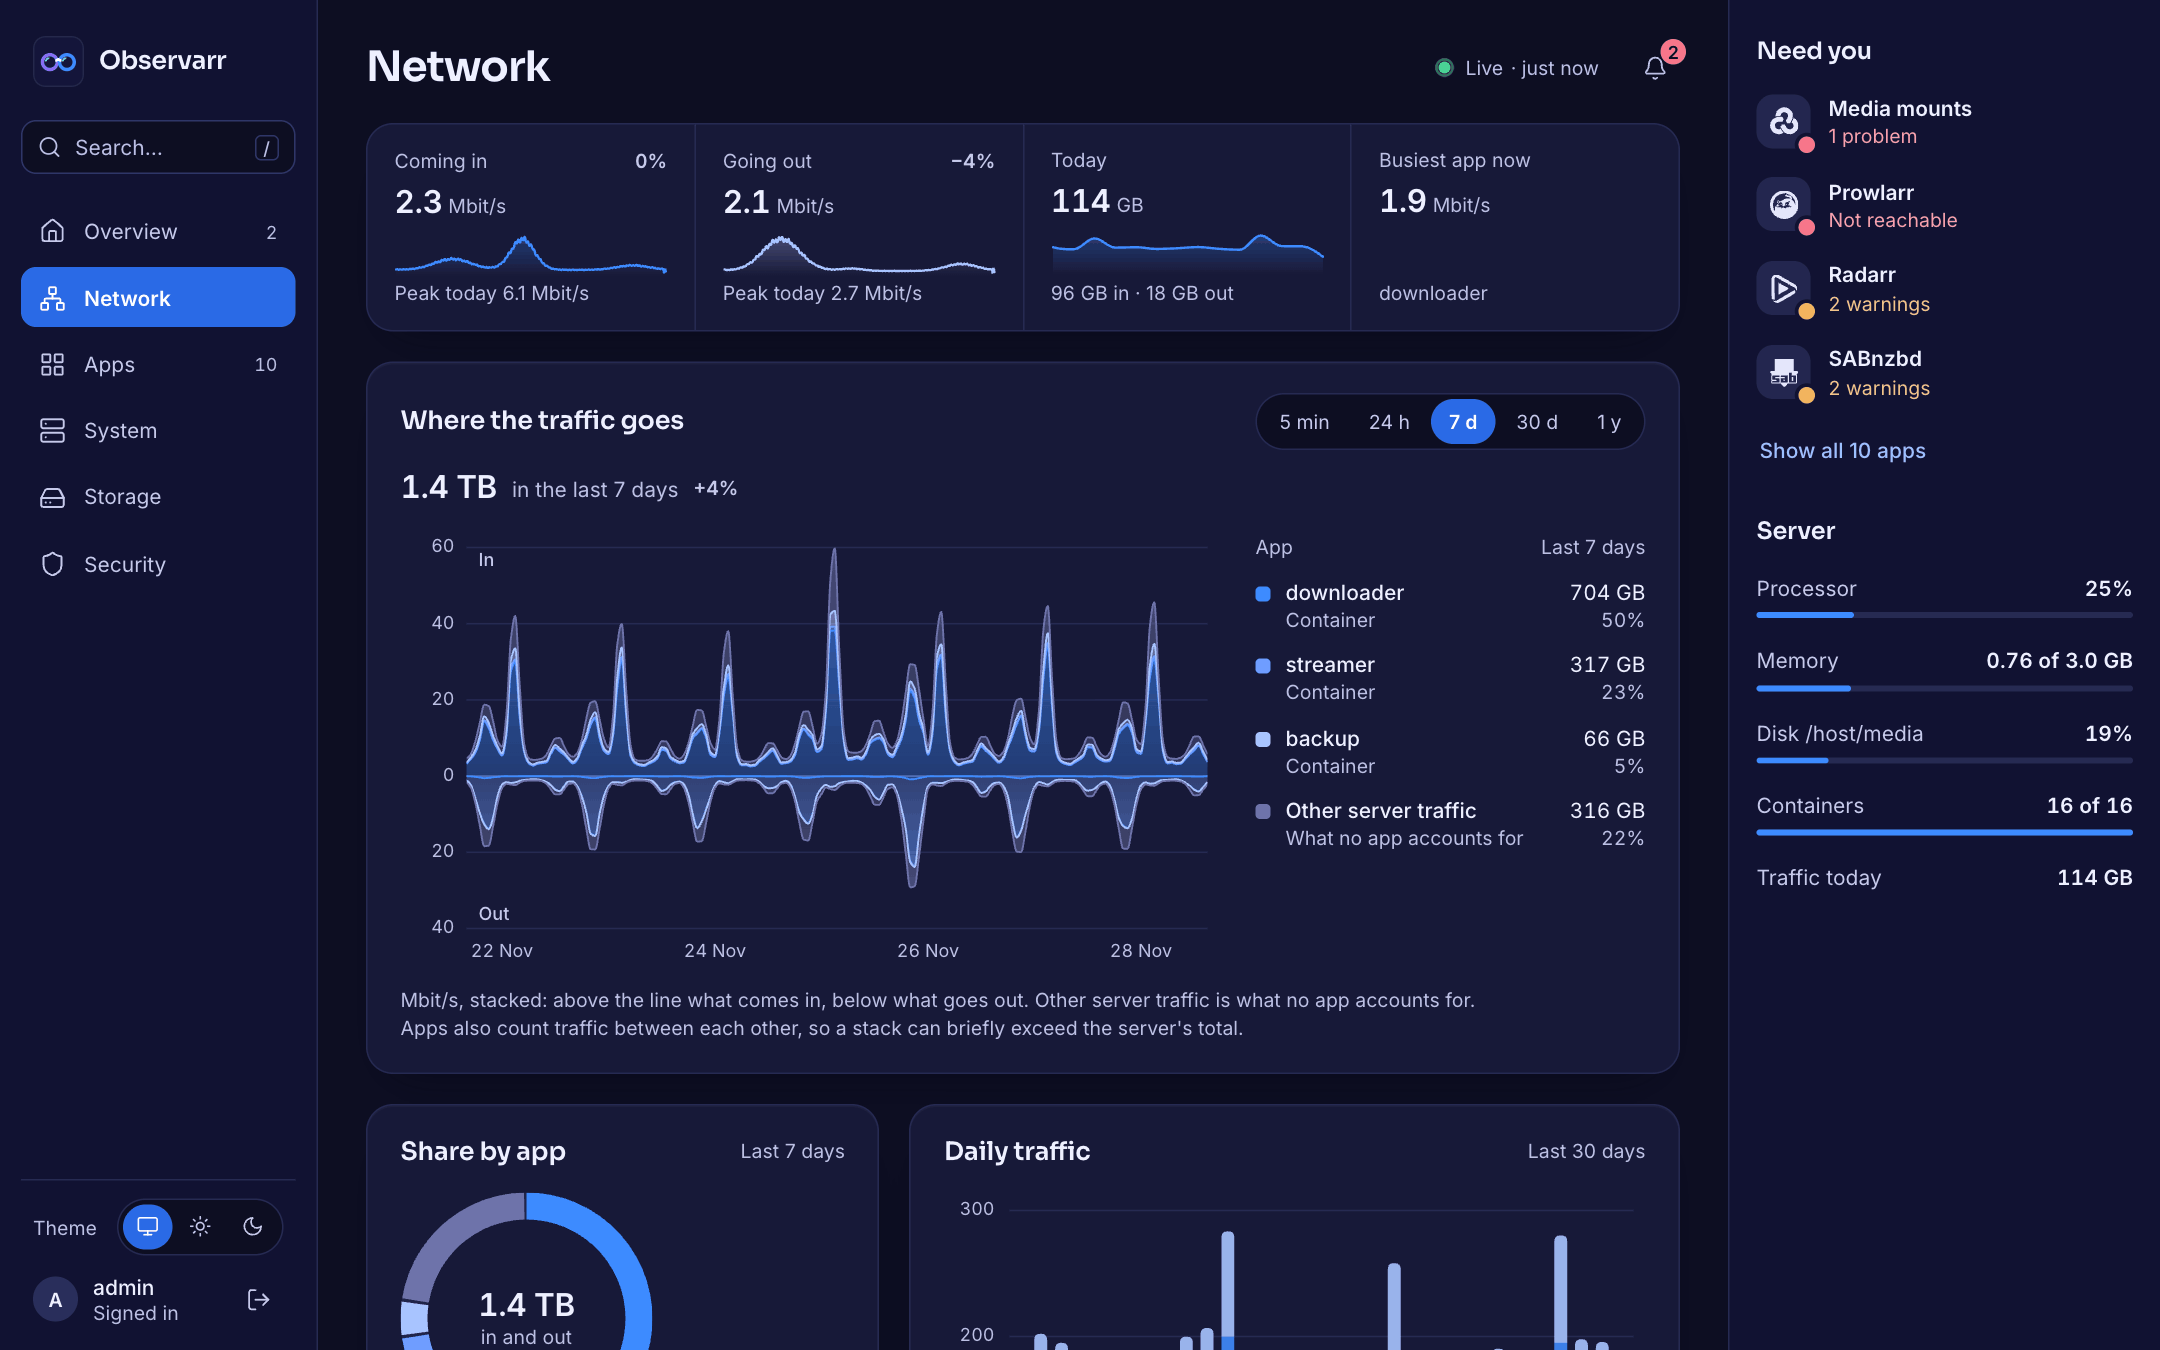 Observarr
Search...
/
Overview 2
Network
Apps 10
System
Storage
Security
Theme
A
admin
Signed in
Network
Live · just now
2
Coming in 0%
2.3 Mbit/s
Peak today 6.1 Mbit/s
Going out −4%
2.1 Mbit/s
Peak today 2.7 Mbit/s
Today
114 GB
96 GB in · 18 GB out
Busiest app now
1.9 Mbit/s
downloader
Where the traffic goes
5 min 24 h 7 d 30 d 1 y
1.4 TB in the last 7 days +4%
60
In
40
20
0
20
Out
40
22 Nov 24 Nov 26 Nov 28 Nov
App Last 7 days
downloader 704 GB
Container 50%
streamer 317 GB
Container 23%
backup 66 GB
Container 5%
Other server traffic 316 GB
What no app accounts for 22%
Mbit/s, stacked: above the line what comes in, below what goes out. Other server traffic is what no app accounts for.
Apps also count traffic between each other, so a stack can briefly exceed the server's total.
Share by app Last 7 days
1.4 TB
in and out
Daily traffic Last 30 days
300
200
Need you
Media mounts
1 problem
Prowlarr
Not reachable
Radarr
2 warnings
sab
SABnzbd
2 warnings
Show all 10 apps
Server
Processor 25%
Memory 0.76 of 3.0 GB
Disk /host/media 19%
Containers 16 of 16
Traffic today 114 GB